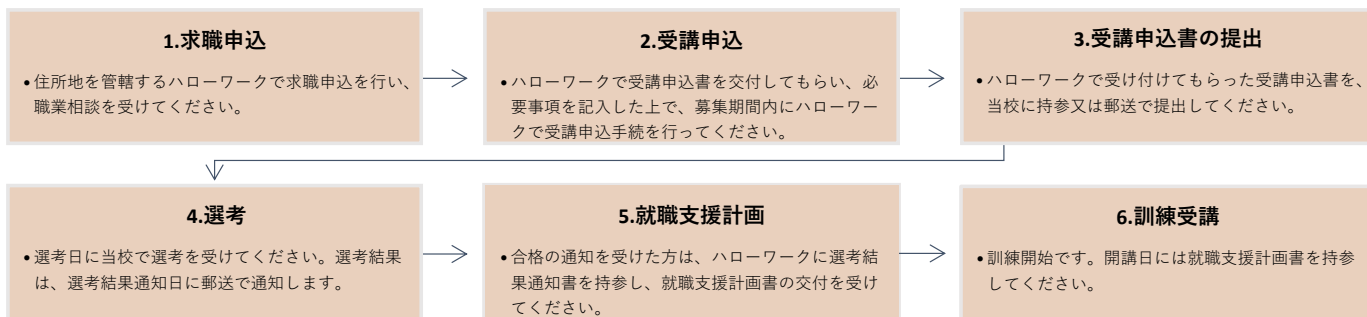 1.求職申込
•住所地を管轄するハローワークで求職申込を行い、
職業相談を受けてください。
2.受講申込
•ハローワークで受講申込書を交付してもらい、必
要事項を記入した上で、募集期間内にハローワー
クで受講申込手続を行ってください。
3.受講申込書の提出
•ハローワークで受け付けてもらった受講申込書を、
当校に持参又は郵送で提出してください。
4.選考
•選考日に当校で選考を受けてください。選考結果
は、選考結果通知日に郵送で通知します。
5.就職支援計画
•合格の通知を受けた方は、ハローワークに選考結
果通知書を持参し、就職支援計画書の交付を受け
てください。
6.訓練受講
•訓練開始です。開講日には就職支援計画書を持参
してください。